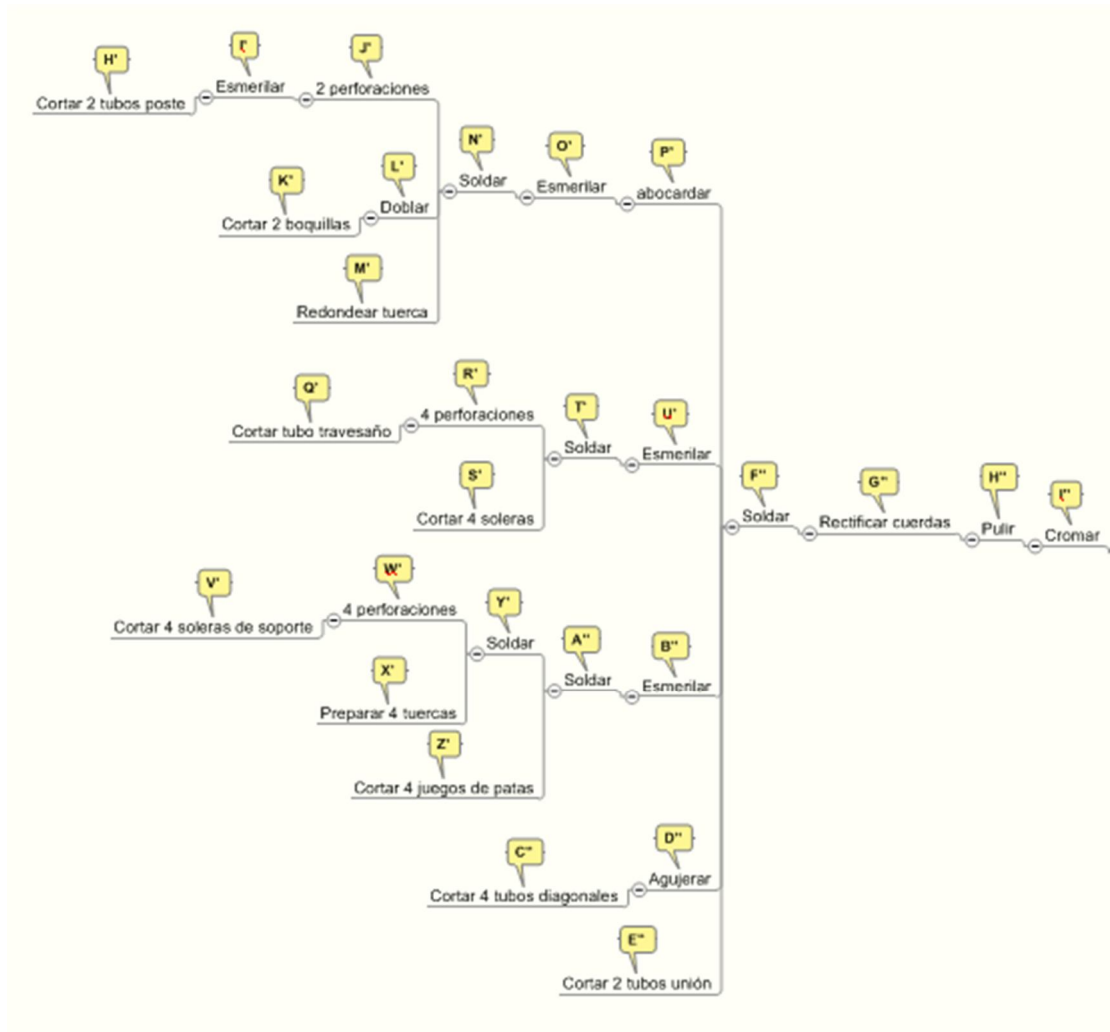 H'
Cortar 2 tubos poste
I'
Esmerilar
J'
2 perforaciones
K'
Cortar 2 boquillas
L'
Doblar
M'
Redondear tuerca
N'
Soldar
O'
Esmerilar
P'
abocardar
Q'
Cortar tubo travesaño
R'
4 perforaciones
S'
Cortar 4 soleras
T'
Soldar
U'
Esmerilar
V'
Cortar 4 soleras de soporte
W'
4 perforaciones
X'
Preparar 4 tuercas
Y'
Soldar
Z'
Cortar 4 juegos de patas
A"
Soldar
B"
Esmerilar
C"
Cortar 4 tubos diagonales
D"
Agujerar
E"
Cortar 2 tubos unión
F"
Soldar
G"
Rectificar cuerdas
H"
Pulir
I"
Cromar